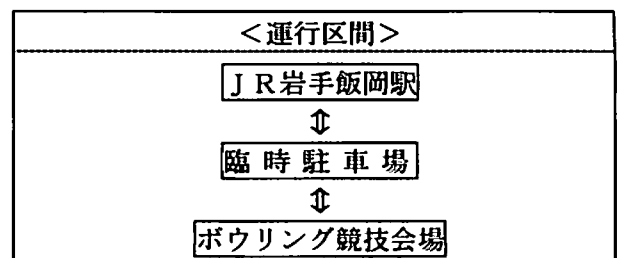 ＜運行区間＞
ＪＲ岩手飯岡駅
⇕
臨時駐車場
⇕
ボウリング競技会場